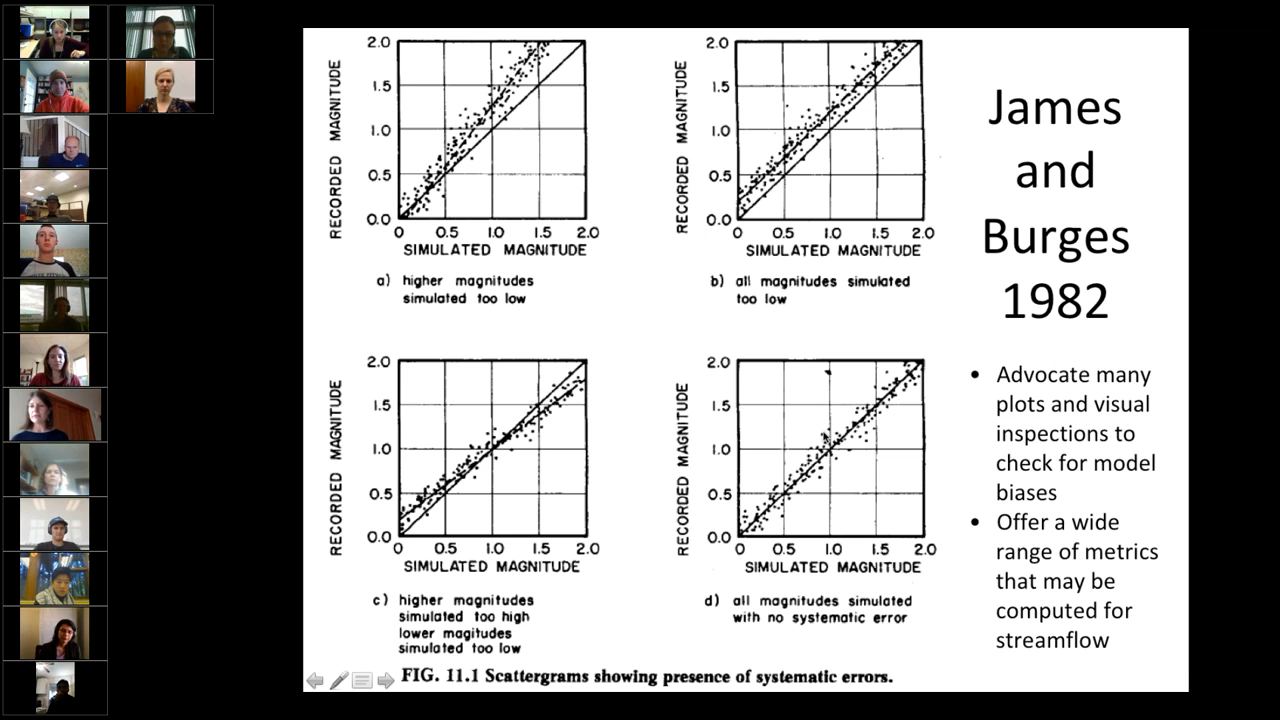 2.0
1.5
1.0
0.5
0.0
RECORDED MAGNITUDE
0 0.5 1.0 1.5 2.0
SIMULATED MAGNITUDE
a) higher magnitudes
simulated too low
2.0
1.5
1.0
0.5
0.0
RECORDED MAGNITUDE
0 0.5 1.0 1.5 2.0
SIMULATED MAGNITUDE
b) all magnitudes simulated
too low
2.0
1.5
1.0
0.5
0.0
RECORDED MAGNITUDE
0 0.5 1.0 1.5 2.0
SIMULATED MAGNITUDE
c) higher magnitudes
simulated too high
lower magitudes
simulated too low
2.0
1.5
1.0
0.5
0.0
RECORDED MAGNITUDE
0 0.5 1.0 1.5 2.0
SIMULATED MAGNITUDE
d) all magnitudes simulated
with no systematic error
FIG. 11.1 Scattergrams showing presence of systematic errors.
James
and
Burges
1982
• Advocate many
plots and visual
inspections to
check for model
biases
• Offer a wide
range of metrics
that may be
computed for
streamflow